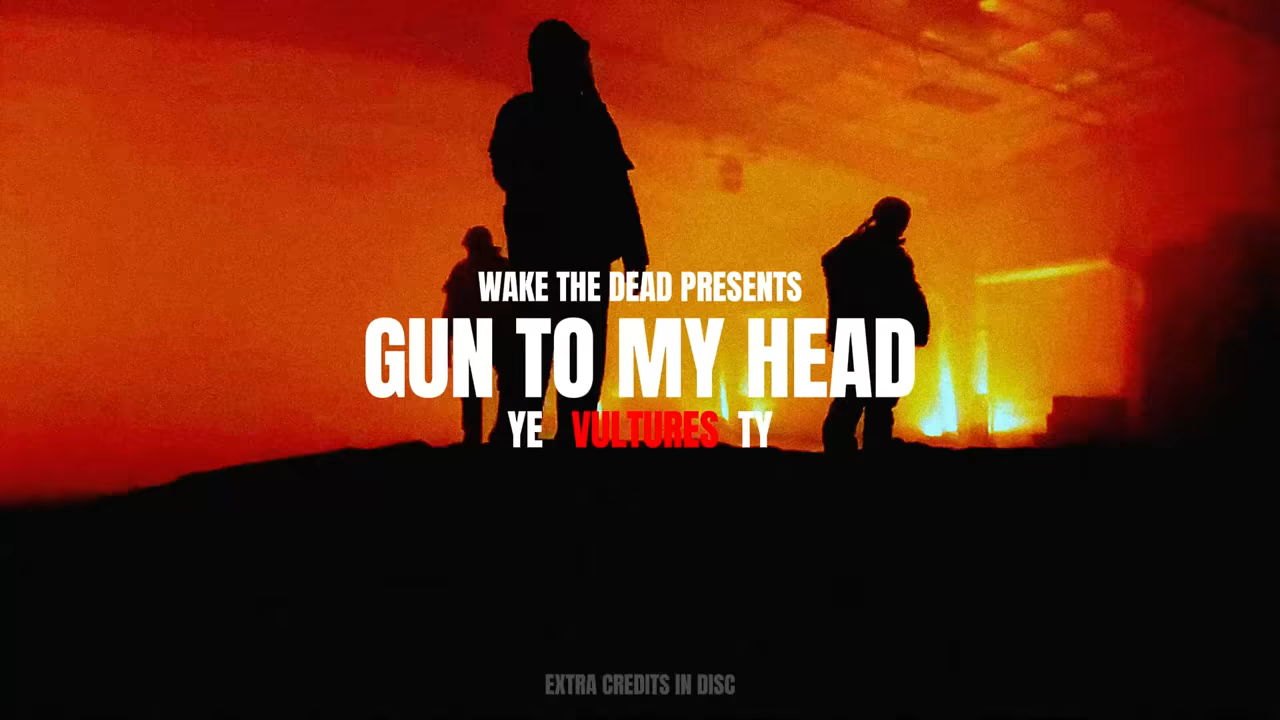 WAKE THE DEAD PRESENTS
GUN TO MY HEAD
YE VULTURES TY
EXTRA CREDITS IN DISC